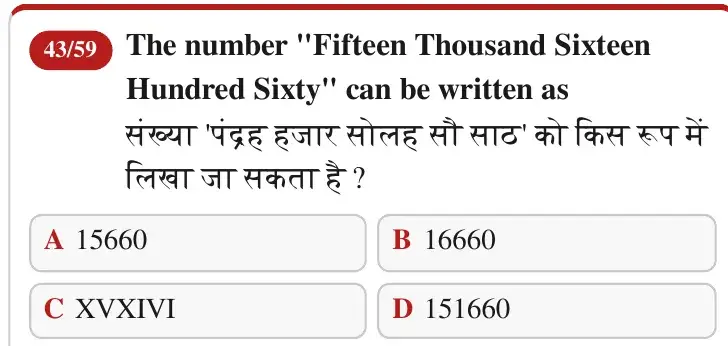 43/59 The number "Fifteen Thousand Sixteen
Hundred Sixty" can be written as
संख्या 'पंद्रह हजार सोलह सौ साठ' को किस रूप में
लिखा जा सकता है ?
A 15660
B 16660
C XVXIVI
D 151660